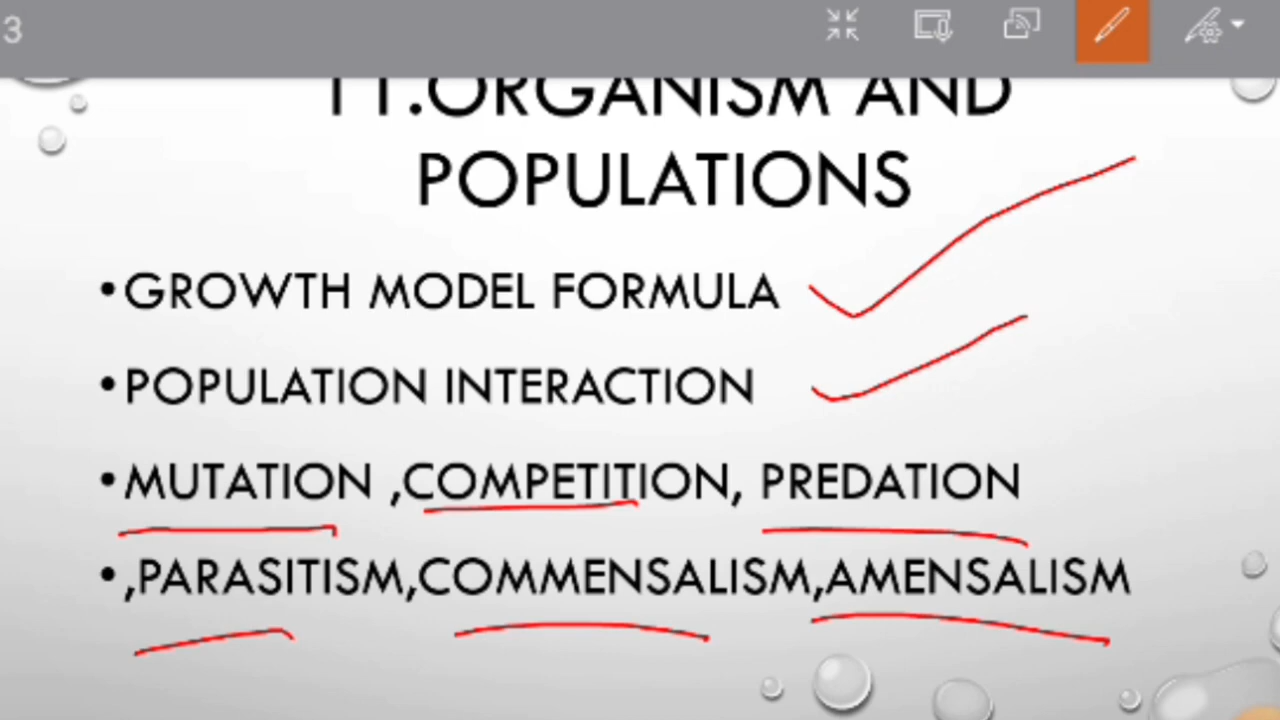 3
11.ORGANISM AND
POPULATIONS
•GROWTH MODEL FORMULA
•POPULATION INTERACTION
•MUTATION ,COMPETITION, PREDATION
•,PARASITISM,COMMENSALISM,AMENSALISM